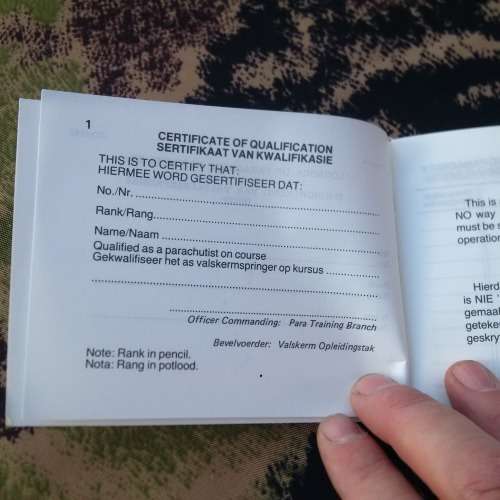 1
CERTIFICATE OF QUALIFICATION
SERTIFIKAAT VAN KWALIFIKASIE
THIS IS TO CERTIFY THAT:
HIERMEE WORD GESERTIFISEER DAT:
No./Nr.
Rank/Rang
Name/Naam
Qualified as a parachutist on course
Gekwalifiseer het as valskermspringer op kursus
Officer Commanding: Para Training Branch
Bevelvoerder: Valskerm Opleidingstak
Note: Rank in pencil.
Nota: Rang in potlood.
This is
NO way
must be s
operation
Hierd
is NIE
gemaal
geteke
geskry